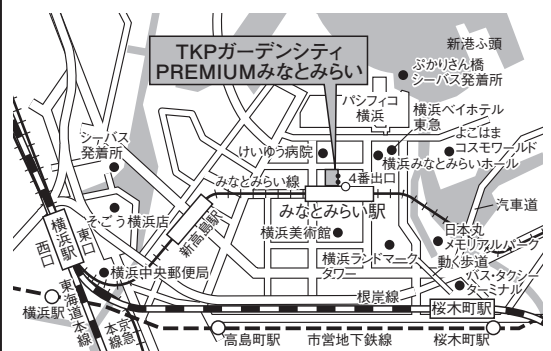 新港ふ頭
TKPガーデンシティ
PREMIUMみなとみらい
ぷかりさん橋
シーバス発着所
パシフィコ
横浜
横浜ベイホテル
東急
よこはま
コスモワールド
シーバス
発着所
けいゆう病院
横浜みなとみらいホール
みなとみらい線
4番出口
汽車道
みなとみらい駅
そごう横浜店
新高島駅
横浜美術館
日本丸
メモリアルパーク
横浜駅
西口
東口
横浜ランドマーク
タワー
動く歩道
横浜中央郵便局
バス・タクシー
ターミナル
根岸線
桜木町駅
東海道本線
京急本線
横浜駅
高島町駅
市営地下鉄線
桜木町駅